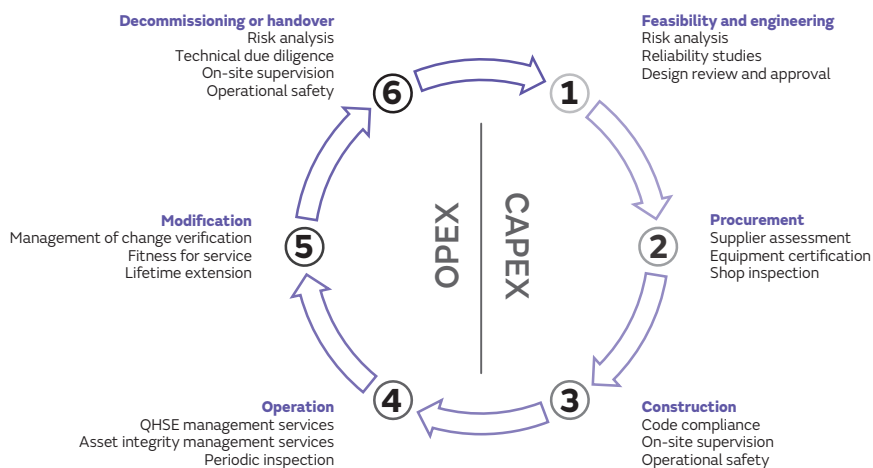 Decommissioning or handover
Risk analysis
Technical due diligence
On-site supervision
Operational safety
6
Feasibility and engineering
Risk analysis
Reliability studies
Design review and approval
1
OPEX
CAPEX
Modification
Management of change verification
Fitness for service
Lifetime extension
5
Procurement
Supplier assessment
Equipment certification
Shop inspection
2
Operation
QHSE management services
Asset integrity management services
Periodic inspection
4
Construction
Code compliance
On-site supervision
Operational safety
3